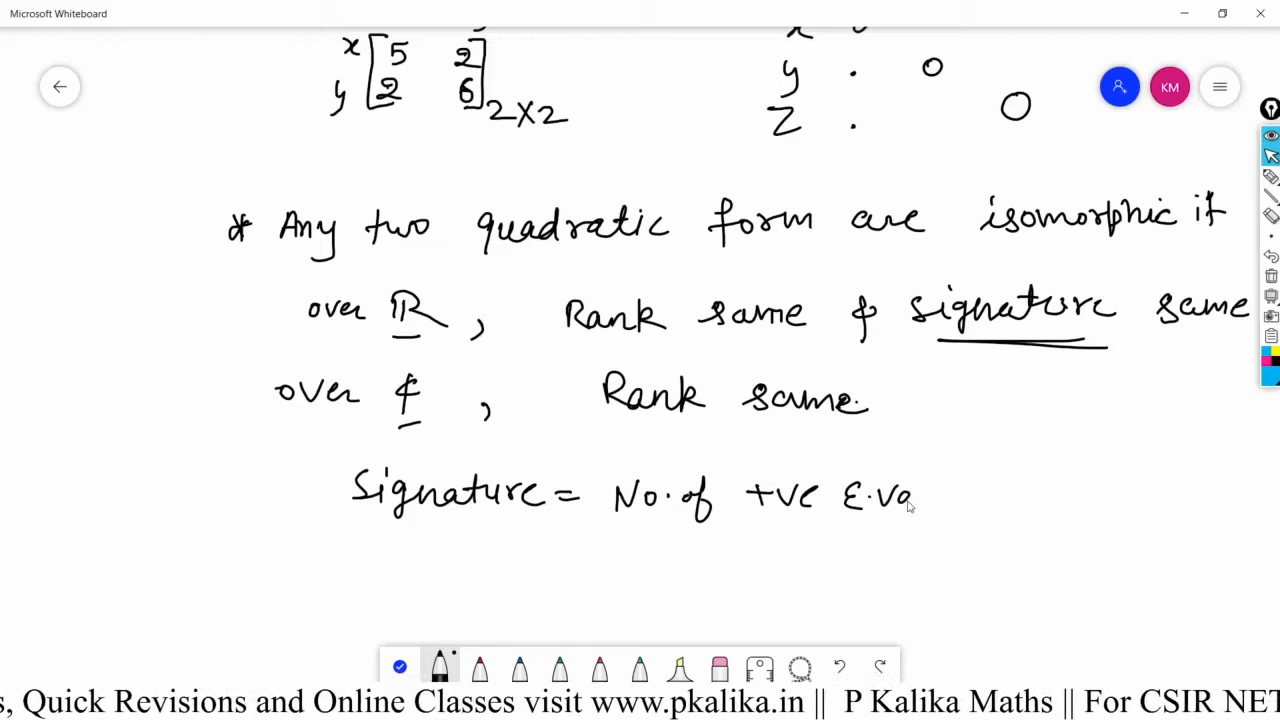 Microsoft Whiteboard
x [5 2]
y [2 6] 2×2
x
y . 0
z . 0
KM
* Any two quadratic form are isomorphic if
over ℝ, Rank same & signature same
over ₵, Rank same.
Signature = No. of +ve E.va
s, Quick Revisions and Online Classes visit www.pkalika.in || P Kalika Maths || For CSIR NET